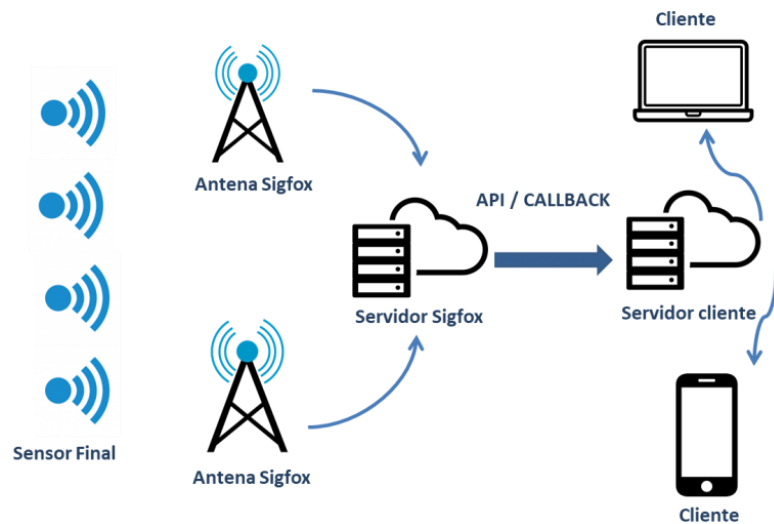 Cliente
Antena Sigfox
API / CALLBACK
Servidor Sigfox
Servidor cliente
Sensor Final
Antena Sigfox
Cliente